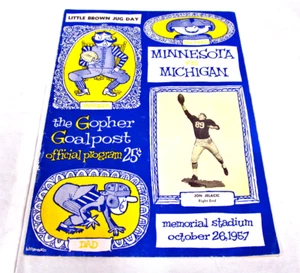 LITTLE BROWN JUG DAY
MINNESOTA
MICHIGAN
the Gopher
Goalpost
official program 25¢
89
JON JELACIC
Right End
DAD
memorial stadium
october 26, 1957